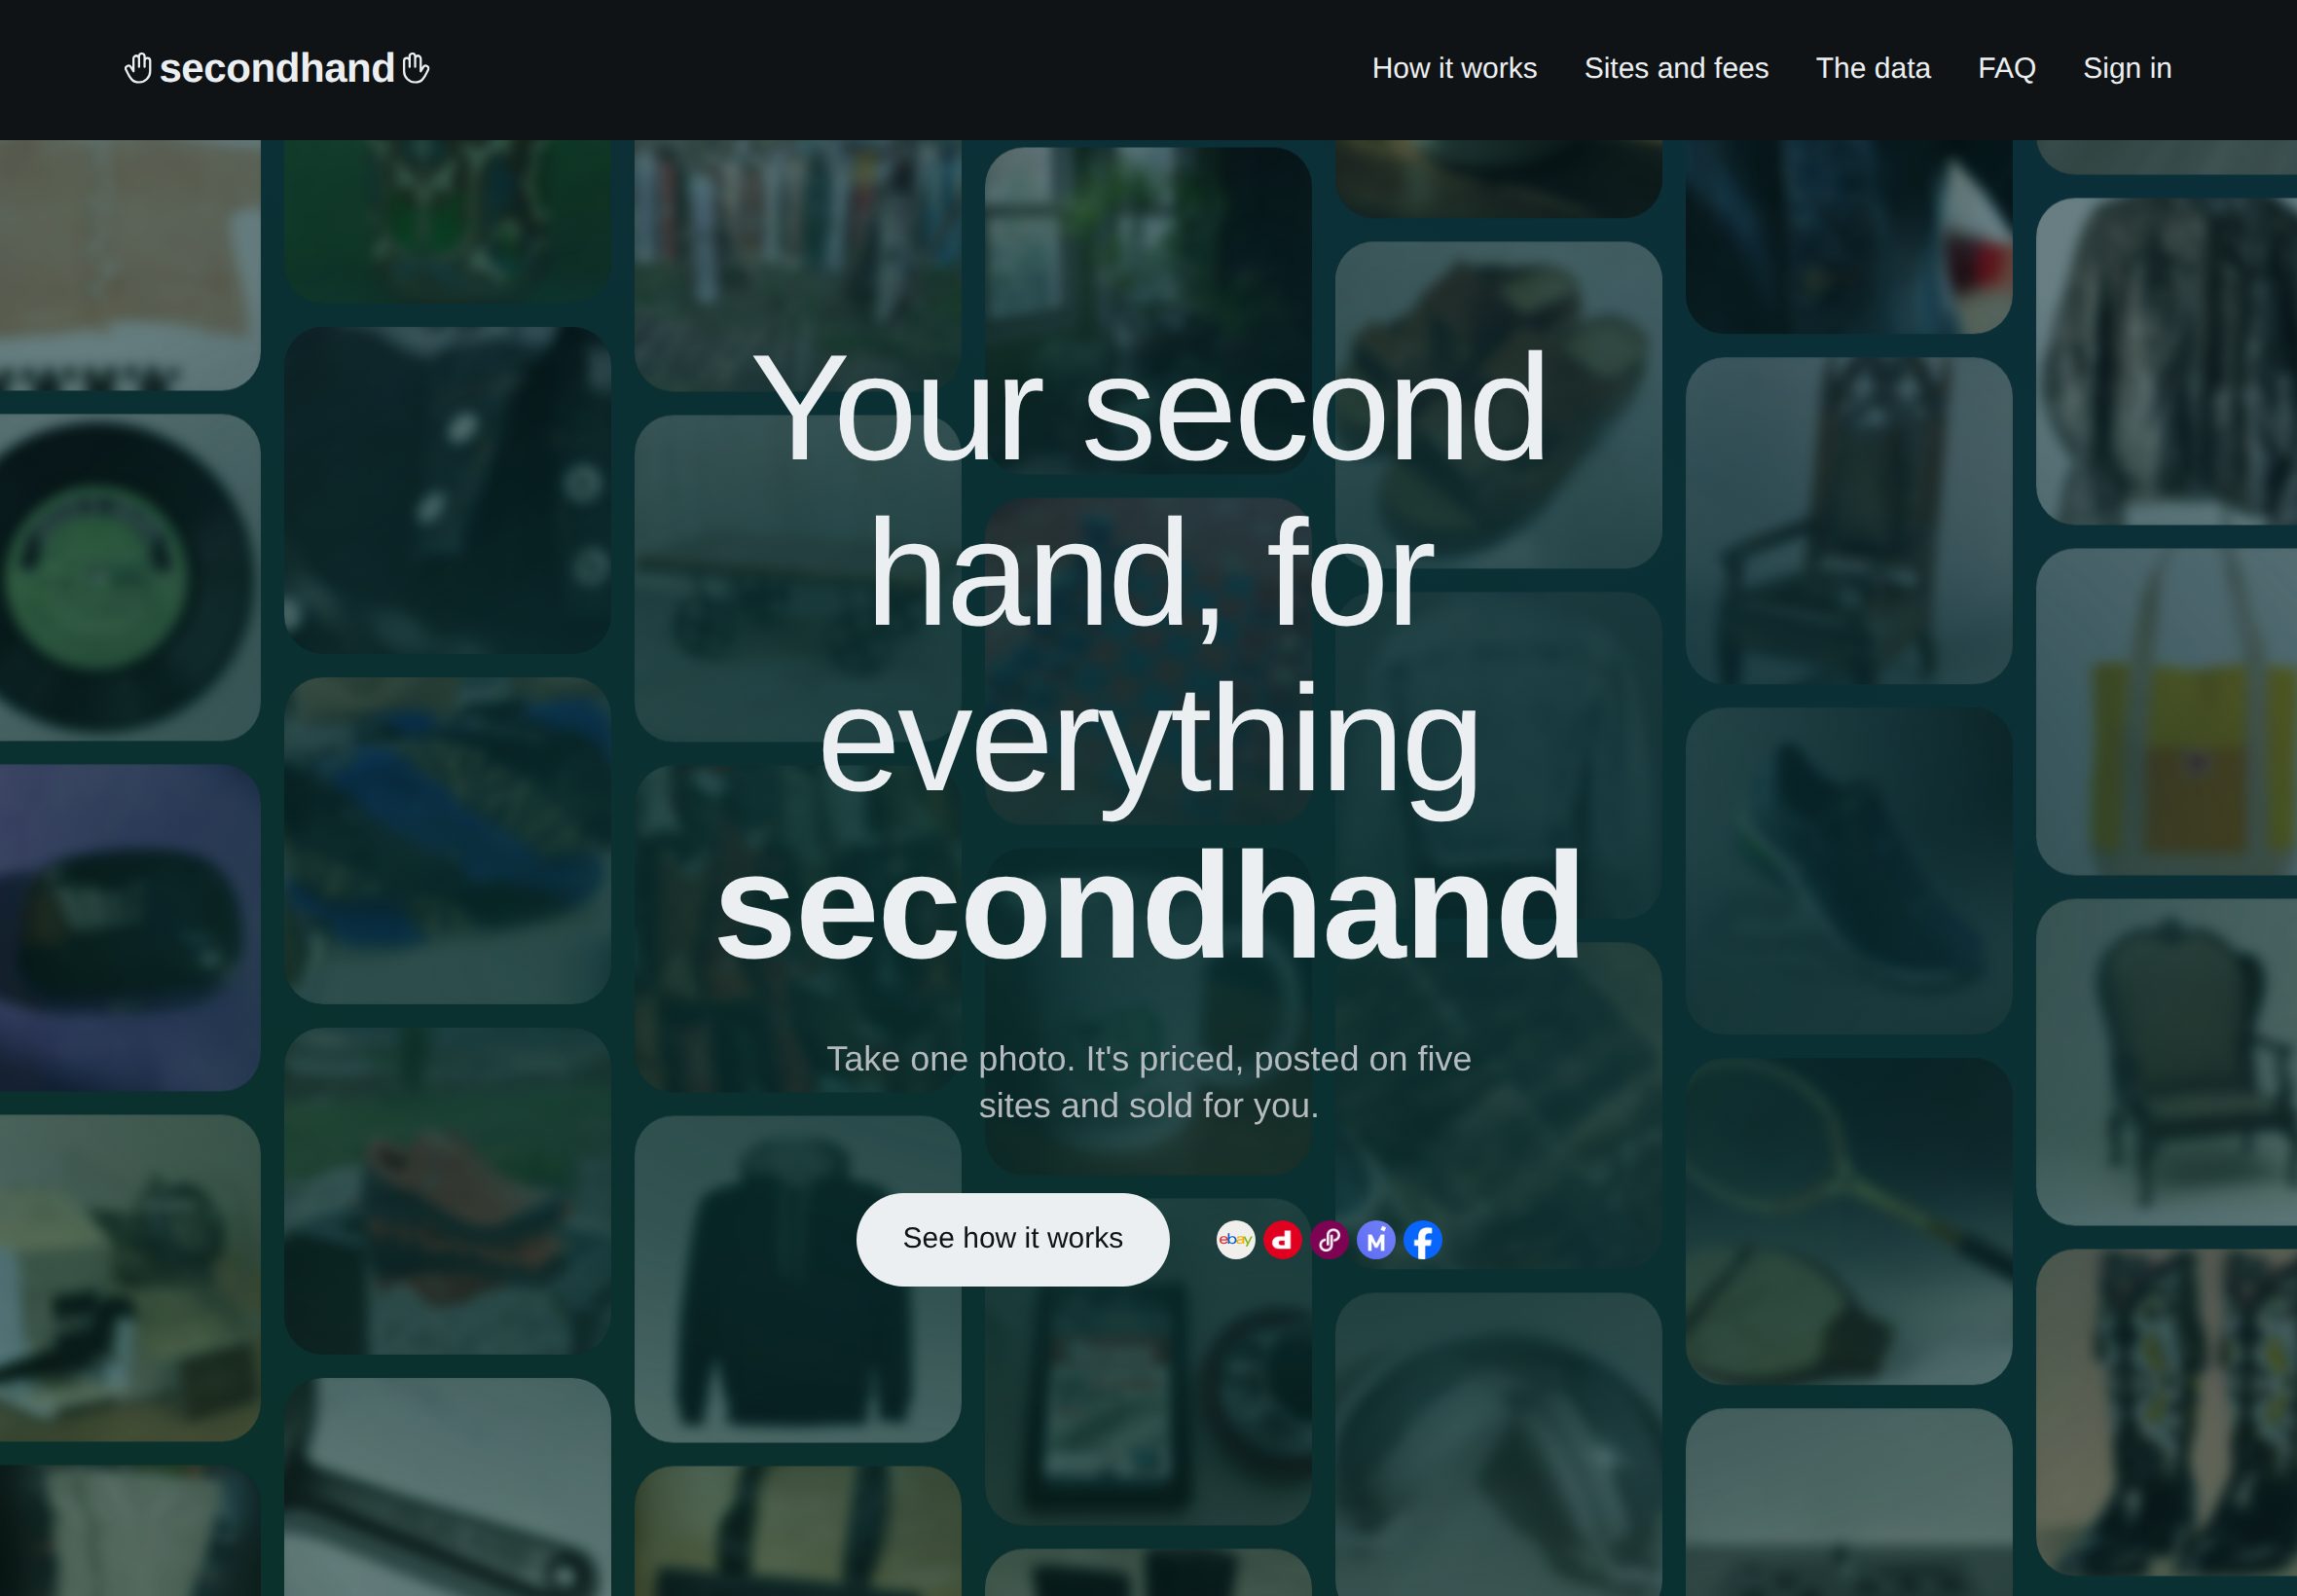 secondhand
How it works
Sites and fees
The data
FAQ
Sign in
Your second
hand, for
everything
secondhand
Take one photo. It's priced, posted on five
sites and sold for you.
See how it works
ebay